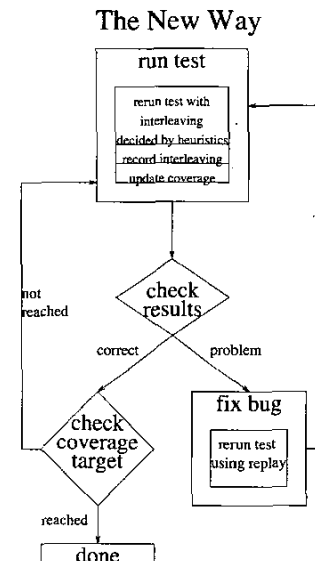 The New Way
run test
rerun test with
interleaving
decided by heuristics
record interleaving
update coverage
check
results
not
reached
correct
problem
check
coverage
target
fix bug
rerun test
using replay
reached
done